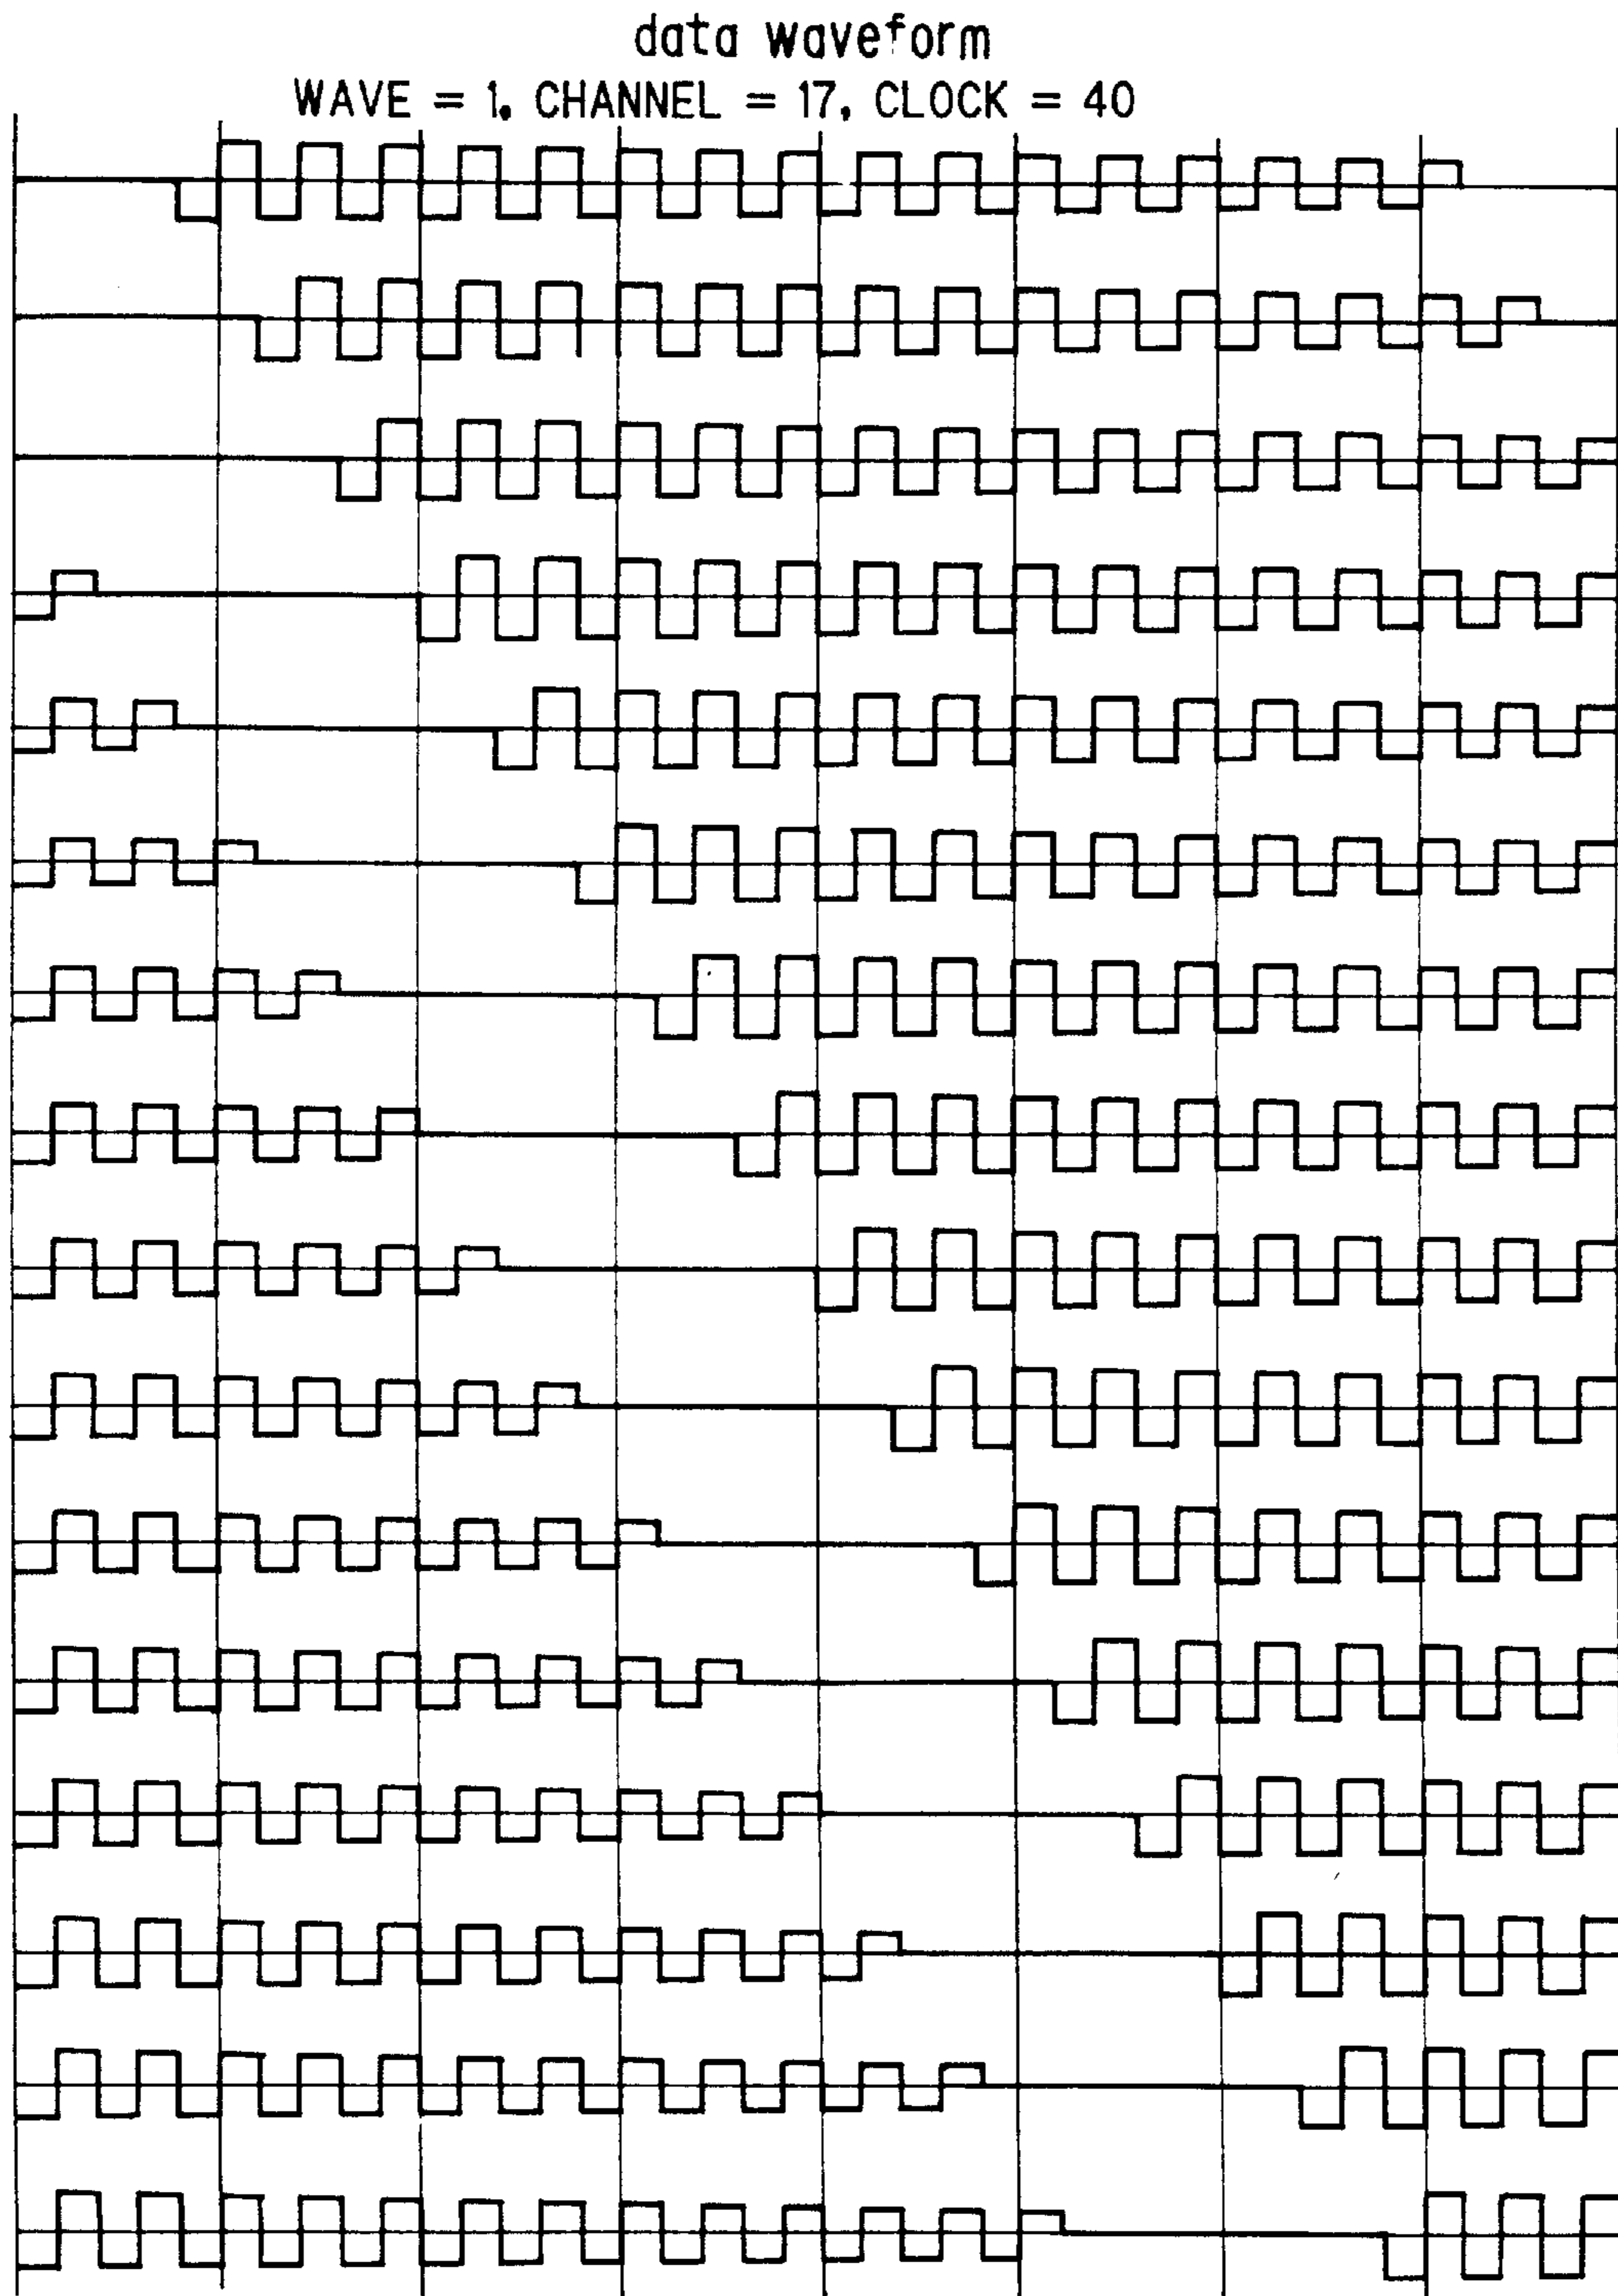 data waveform
WAVE = 1, CHANNEL = 17, CLOCK = 40